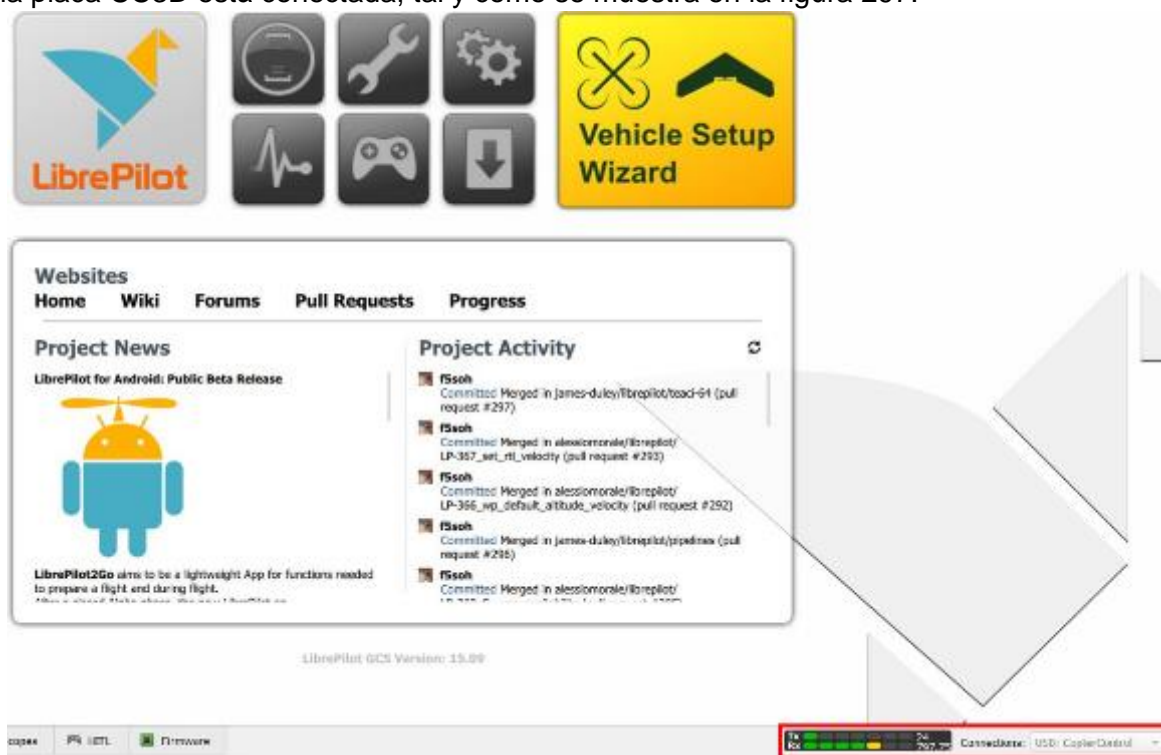 la placa CC3D está conectada, tal y como se muestra en la figura 207.
LibrePilot
Vehicle Setup
Wizard
Websites
Home Wiki Forums Pull Requests Progress
Project News
LibrePilot for Android: Public Beta Release
LibrePilot2Go aims to be a lightweight App for functions needed
to prepare a flight and during flight.
Project Activity
f5soh
Committed Merged in james-duley/librepilot/teaci-64 (pull
request #297)
f5soh
Committed Merged in alessiomorale/librepilot/
LP-367_set_rtl_velocity (pull request #293)
f5soh
Committed Merged in alessiomorale/librepilot/
LP-366_wp_default_altitude_velocity (pull request #292)
f5soh
Committed Merged in james-duley/librepilot/pipelines (pull
request #296)
f5soh
Committed Merged in alessiomorale/librepilot/
LibrePilot GCS Version: 15.09
scopes HITL Firmware
Tx 24
Rx
Connections: USB: CopterControl